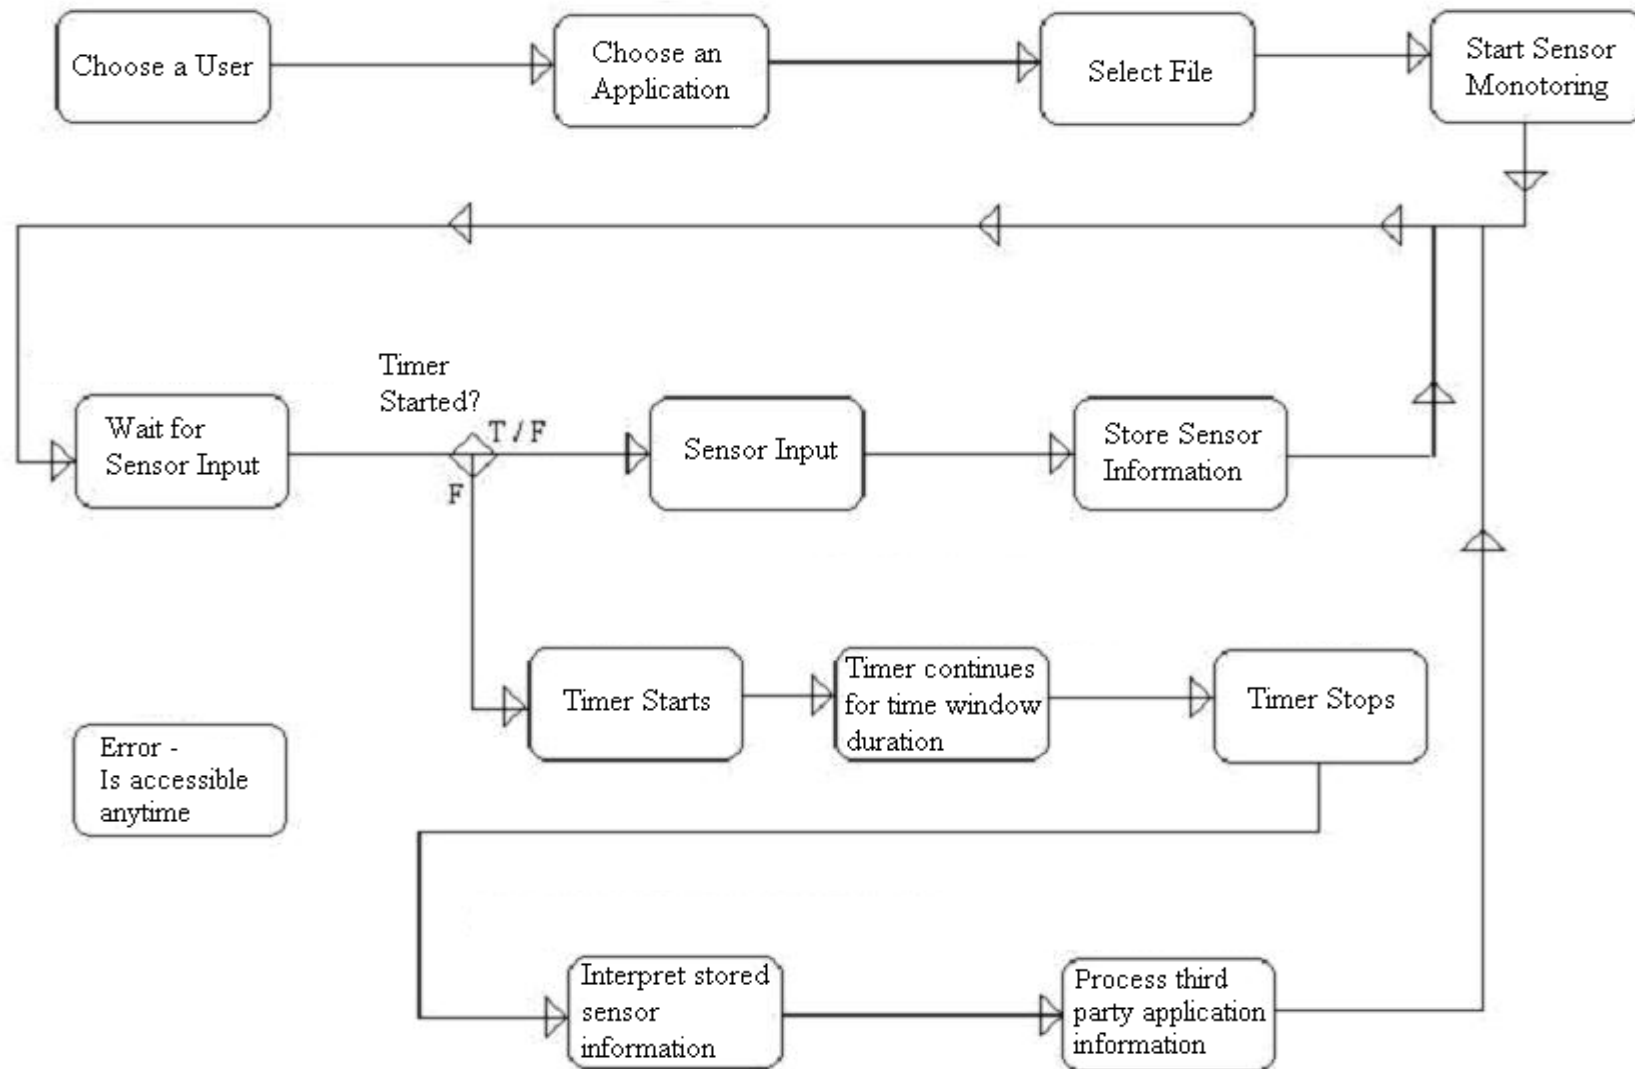 Choose a User
Choose an
Application
Select File
Start Sensor
Monotoring
Timer
Started?
T / F
F
Wait for
Sensor Input
Sensor Input
Store Sensor
Information
Timer Starts
Timer continues
for time window
duration
Timer Stops
Error -
Is accessible
anytime
Interpret stored
sensor
information
Process third
party application
information